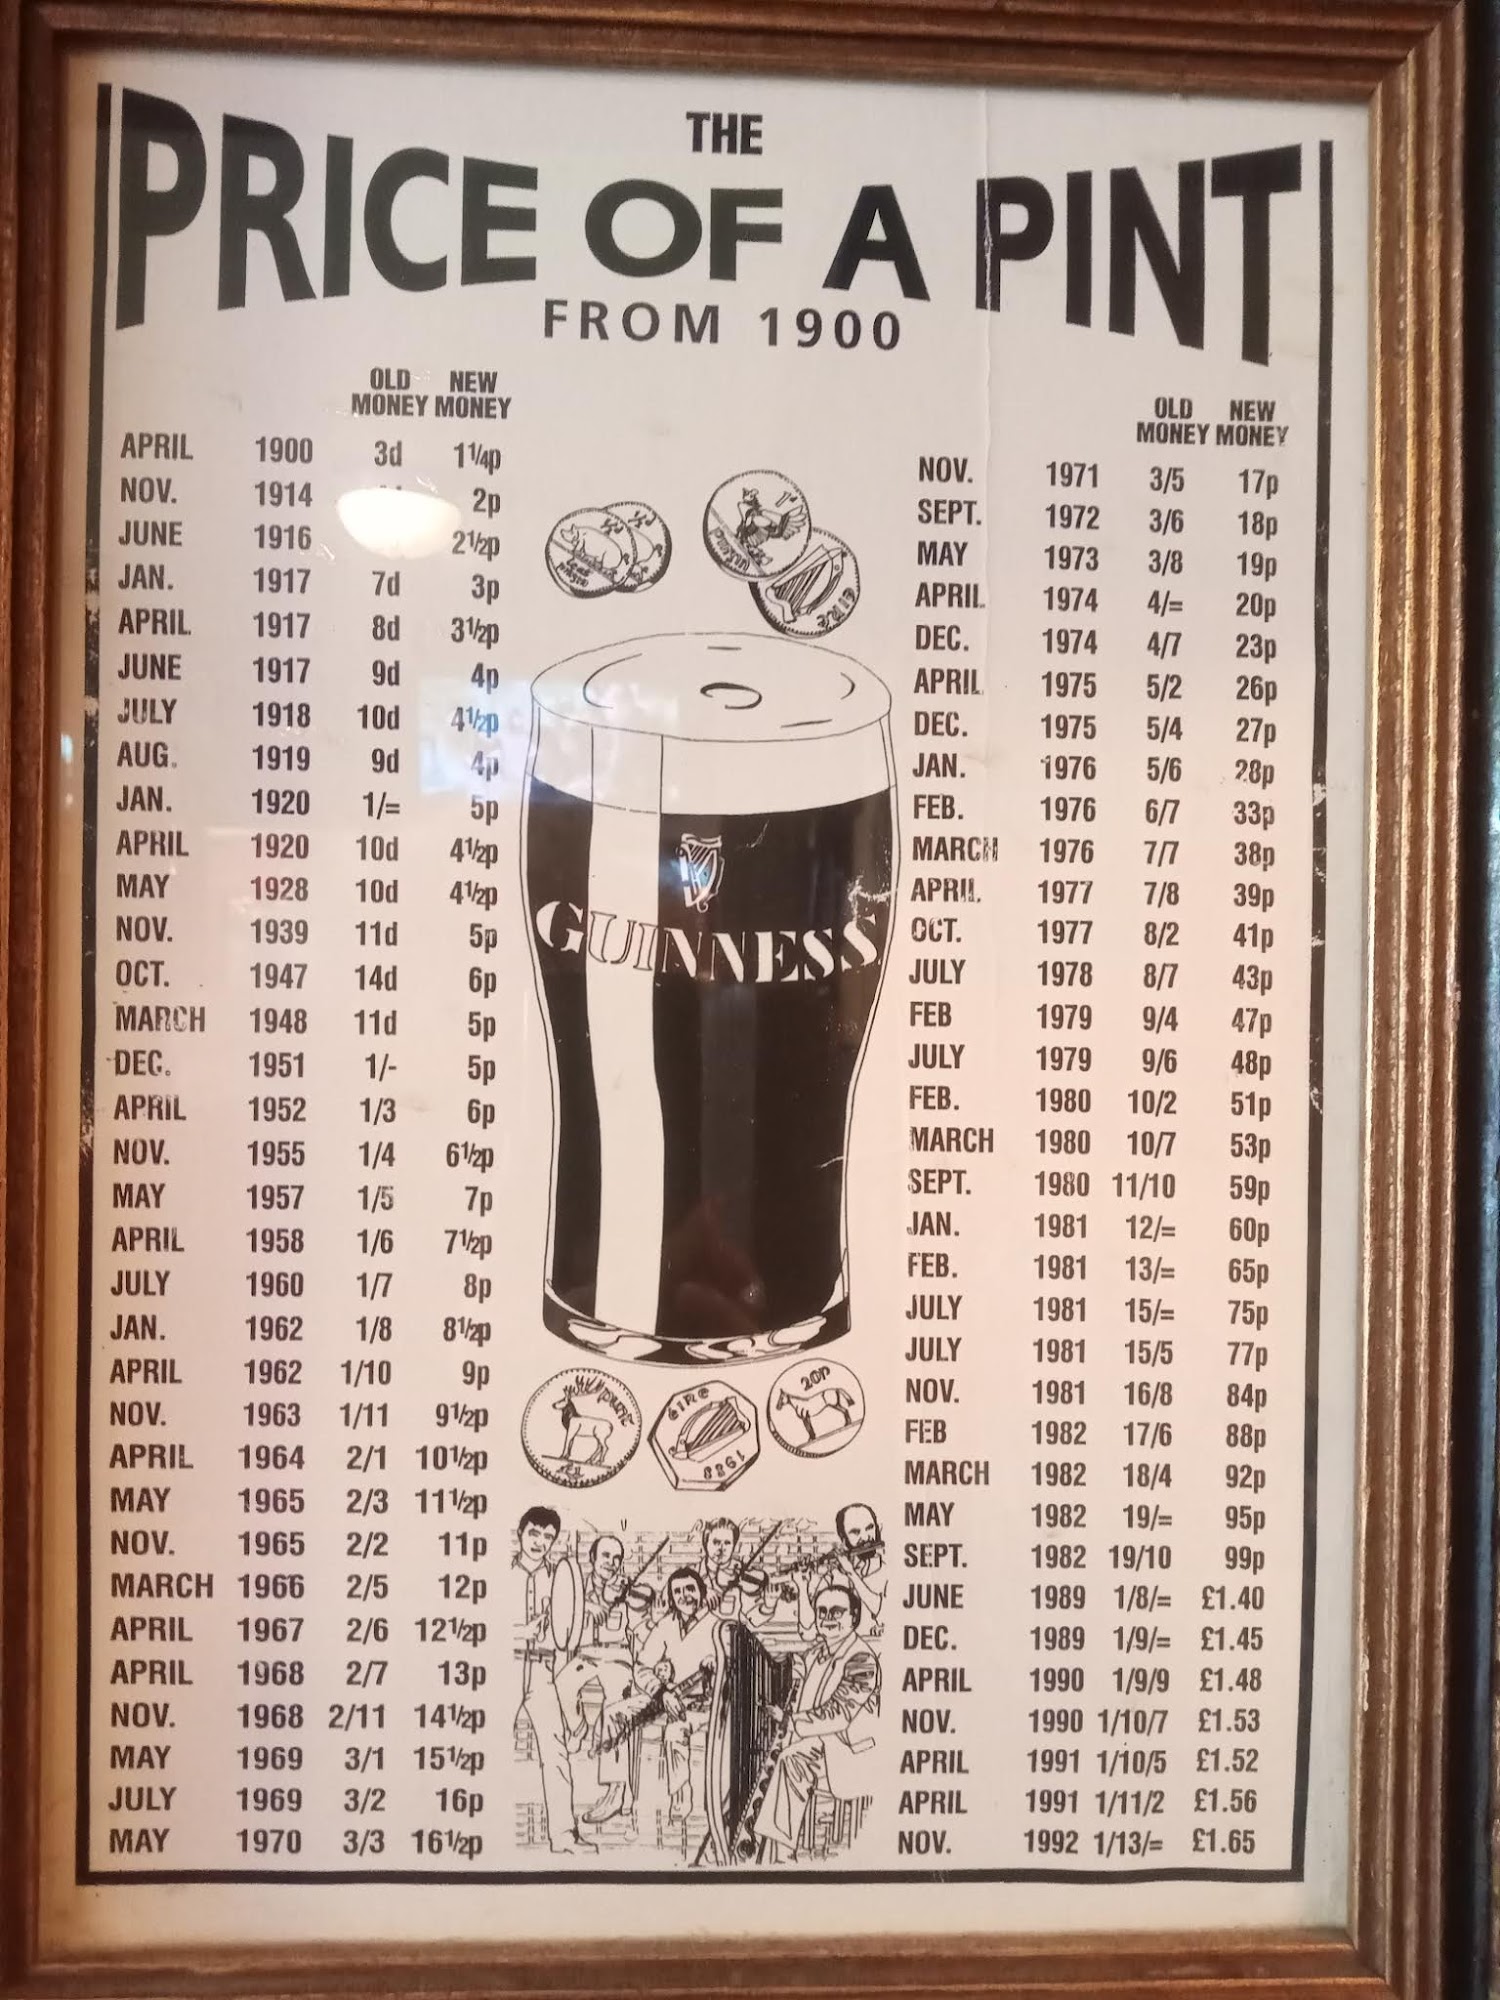 THE
PRICE OF A PINT
FROM 1900
OLD MONEY NEW MONEY
APRIL 1900 3d 1¼p
NOV. 1914 2p
JUNE 1916 2½p
JAN. 1917 7d 3p
APRIL 1917 8d 3½p
JUNE 1917 9d 4p
JULY 1918 10d 4½p
AUG. 1919 9d 4p
JAN. 1920 1/= 5p
APRIL 1920 10d 4½p
MAY 1928 10d 4½p
NOV. 1939 11d 5p
OCT. 1947 14d 6p
MARCH 1948 11d 5p
DEC. 1951 1/- 5p
APRIL 1952 1/3 6p
NOV. 1955 1/4 6½p
MAY 1957 1/5 7p
APRIL 1958 1/6 7½p
JULY 1960 1/7 8p
JAN. 1962 1/8 8½p
APRIL 1962 1/10 9p
NOV. 1963 1/11 9½p
APRIL 1964 2/1 10½p
MAY 1965 2/3 11½p
NOV. 1965 2/2 11p
MARCH 1966 2/5 12p
APRIL 1967 2/6 12½p
APRIL 1968 2/7 13p
NOV. 1968 2/11 14½p
MAY 1969 3/1 15½p
JULY 1969 3/2 16p
MAY 1970 3/3 16½p
GUINNESS
punt
£1
EIRE
1988
20p
EIRE
OLD MONEY NEW MONEY
NOV. 1971 3/5 17p
SEPT. 1972 3/6 18p
MAY 1973 3/8 19p
APRIL 1974 4/= 20p
DEC. 1974 4/7 23p
APRIL 1975 5/2 26p
DEC. 1975 5/4 27p
JAN. 1976 5/6 28p
FEB. 1976 6/7 33p
MARCH 1976 7/7 38p
APRIL. 1977 7/8 39p
OCT. 1977 8/2 41p
JULY 1978 8/7 43p
FEB 1979 9/4 47p
JULY 1979 9/6 48p
FEB. 1980 10/2 51p
MARCH 1980 10/7 53p
SEPT. 1980 11/10 59p
JAN. 1981 12/= 60p
FEB. 1981 13/= 65p
JULY 1981 15/= 75p
JULY 1981 15/5 77p
NOV. 1981 16/8 84p
FEB 1982 17/6 88p
MARCH 1982 18/4 92p
MAY 1982 19/= 95p
SEPT. 1982 19/10 99p
JUNE 1989 1/8/= £1.40
DEC. 1989 1/9/= £1.45
APRIL 1990 1/9/9 £1.48
NOV. 1990 1/10/7 £1.53
APRIL 1991 1/10/5 £1.52
APRIL 1991 1/11/2 £1.56
NOV. 1992 1/13/= £1.65